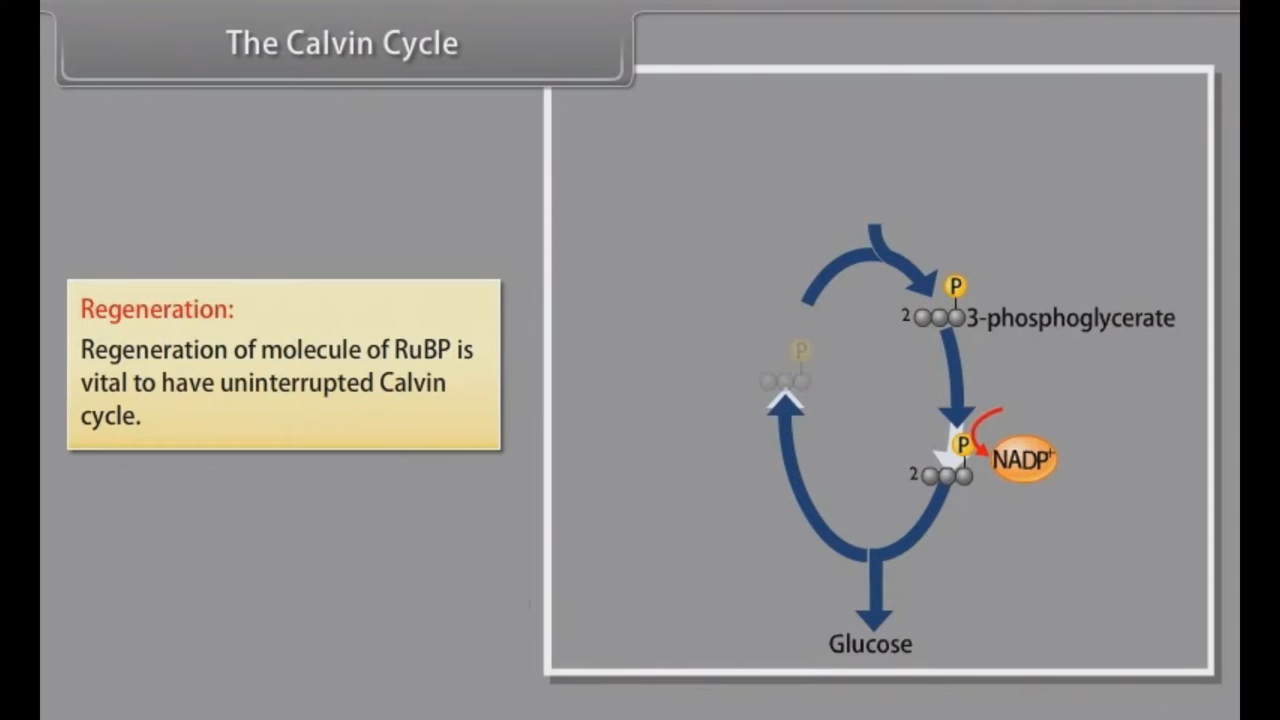 The Calvin Cycle
Regeneration:
Regeneration of molecule of RuBP is
vital to have uninterrupted Calvin
cycle.
P
2 3-phosphoglycerate
P
P
NADP+
2
Glucose